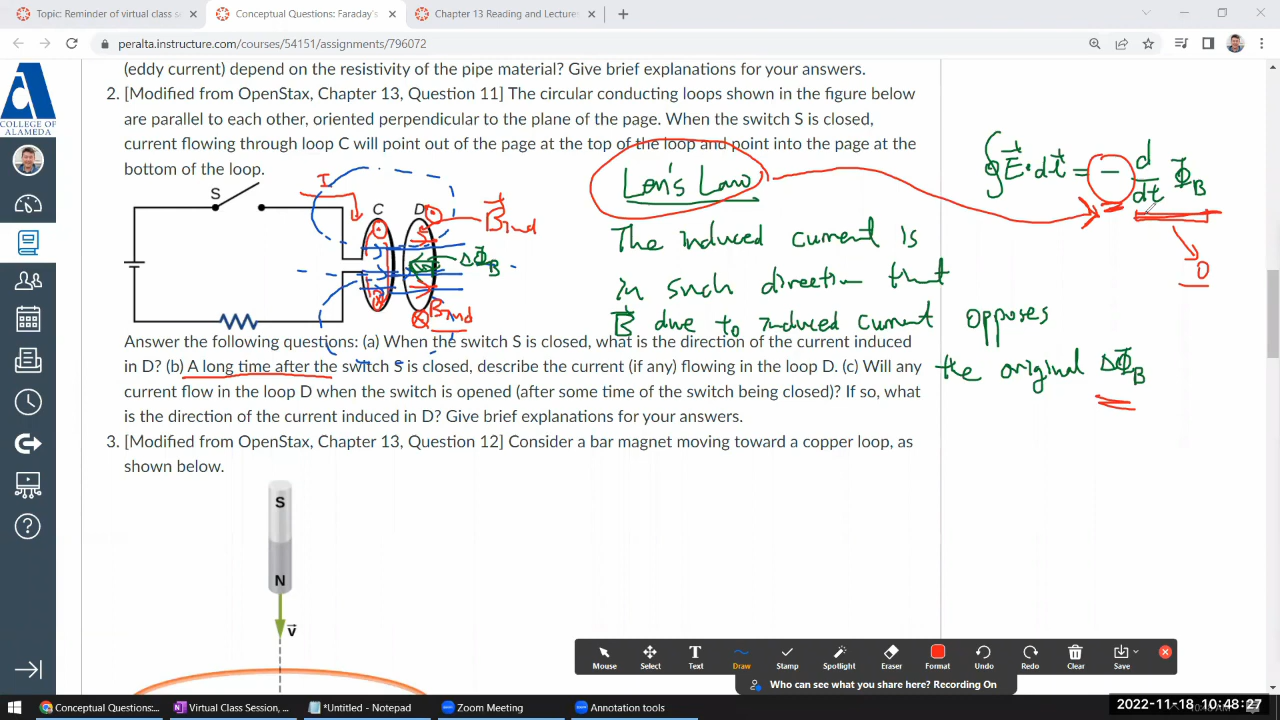 Topic: Reminder of virtual class s
Conceptual Questions: Faraday's
Chapter 13 Reading and Lecture
peralta.instructure.com/courses/54151/assignments/796072
COLLEGE OF
ALAMEDA
(eddy current) depend on the resistivity of the pipe material? Give brief explanations for your answers.
2. [Modified from OpenStax, Chapter 13, Question 11] The circular conducting loops shown in the figure below
are parallel to each other, oriented perpendicular to the plane of the page. When the switch S is closed,
current flowing through loop C will point out of the page at the top of the loop and point into the page at the
bottom of the loop.
S
I
C
D
B⃗ind
ΔΦB
Bind
Len's Law
The induced current is
in such direction that
B⃗ due to induced current opposes
the original ΔΦB
∮E⃗·dl⃗ = − d/dt ΦB
0
Answer the following questions: (a) When the switch S is closed, what is the direction of the current induced
in D? (b) A long time after the switch S is closed, describe the current (if any) flowing in the loop D. (c) Will any
current flow in the loop D when the switch is opened (after some time of the switch being closed)? If so, what
is the direction of the current induced in D? Give brief explanations for your answers.
3. [Modified from OpenStax, Chapter 13, Question 12] Consider a bar magnet moving toward a copper loop, as
shown below.
S
N
v⃗
Mouse Select Text Draw Stamp Spotlight Eraser Format Undo Redo Clear Save
Who can see what you share here? Recording On
Conceptual Questions:... Virtual Class Session, ... *Untitled - Notepad Zoom Meeting Annotation tools
2022-11-18 10:48:27